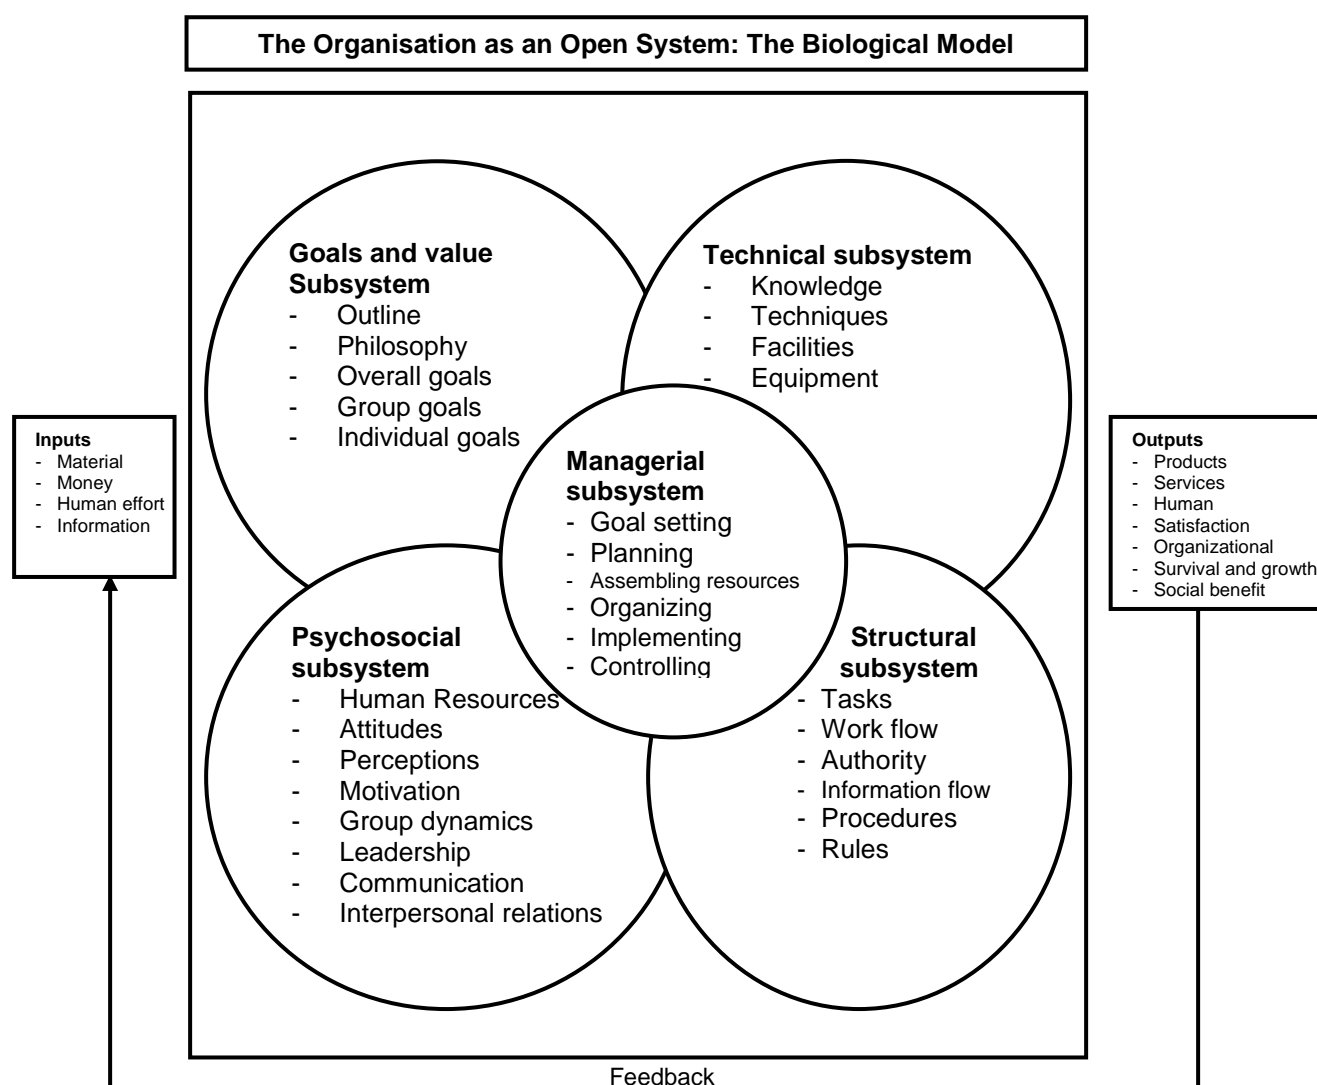 The Organisation as an Open System: The Biological Model
Goals and value
Subsystem
- Outline
- Philosophy
- Overall goals
- Group goals
- Individual goals
Technical subsystem
- Knowledge
- Techniques
- Facilities
- Equipment
Inputs
- Material
- Money
- Human effort
- Information
Managerial
subsystem
- Goal setting
- Planning
- Assembling resources
- Organizing
- Implementing
- Controlling
Outputs
- Products
- Services
- Human
- Satisfaction
- Organizational
- Survival and growth
- Social benefit
Psychosocial
subsystem
- Human Resources
- Attitudes
- Perceptions
- Motivation
- Group dynamics
- Leadership
- Communication
- Interpersonal relations
Structural
subsystem
- Tasks
- Work flow
- Authority
- Information flow
- Procedures
- Rules
Feedback